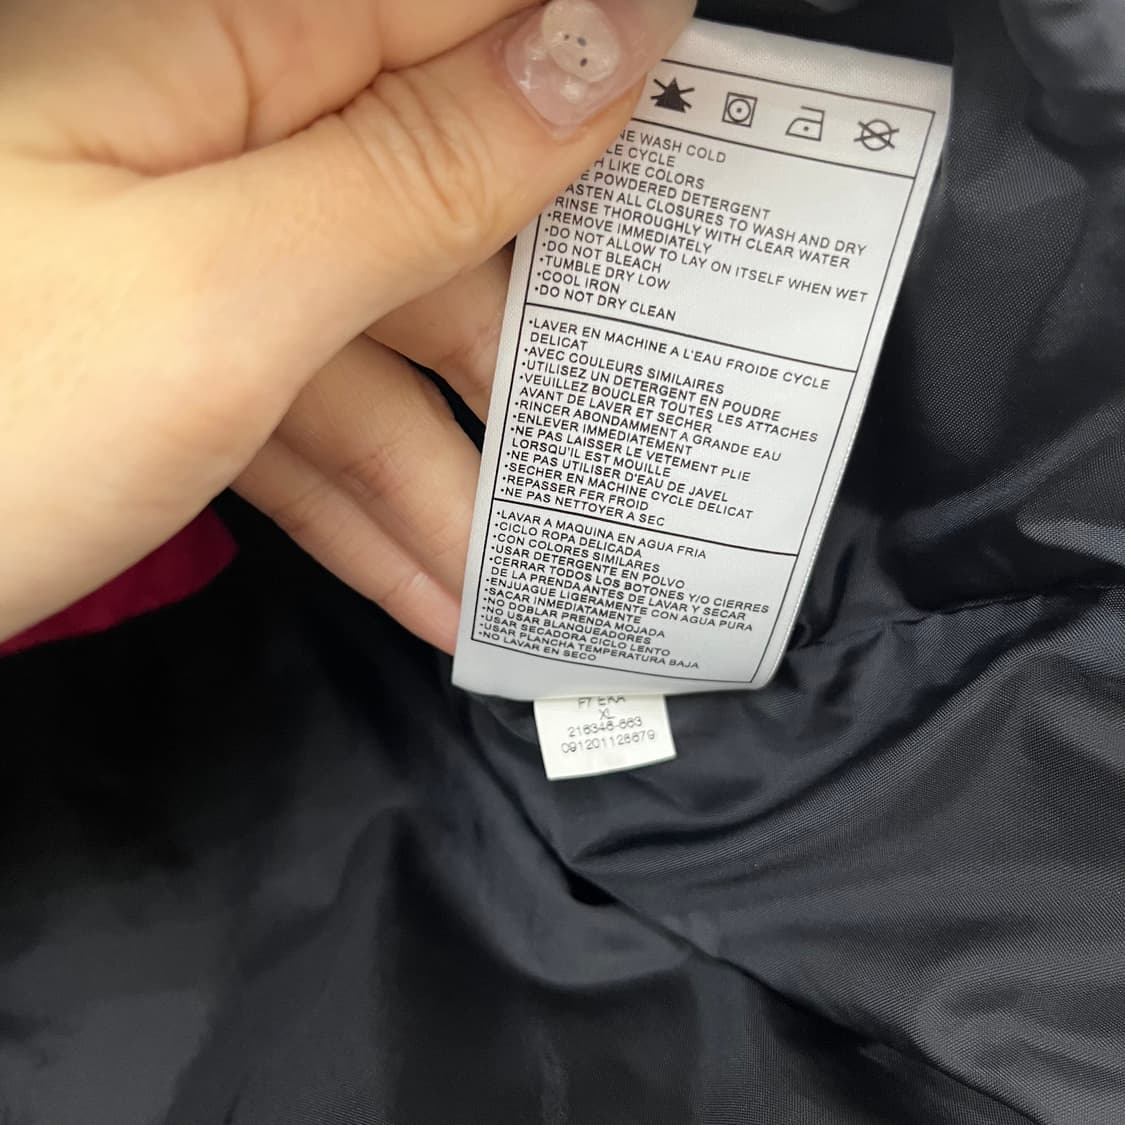 WASH COLD
CYCLE
LIKE COLORS
POWDERED DETERGENT
ASTEN ALL CLOSURES TO WASH AND DRY
RINSE THOROUGHLY WITH CLEAR WATER
•REMOVE IMMEDIATELY
•DO NOT ALLOW TO LAY ON ITSELF WHEN WET
•DO NOT BLEACH
•TUMBLE DRY LOW
•COOL IRON
•DO NOT DRY CLEAN
•LAVER EN MACHINE A L'EAU FROIDE CYCLE
DELICAT
•AVEC COULEURS SIMILAIRES
•UTILISEZ UN DETERGENT EN POUDRE
•VEUILLEZ BOUCLER TOUTES LES ATTACHES
AVANT DE LAVER ET SECHER
•RINCER ABONDAMMENT A GRANDE EAU
•ENLEVER IMMEDIATEMENT
•NE PAS LAISSER LE VETEMENT PLIE
LORSQU'IL EST MOUILLE
•NE PAS UTILISER D'EAU DE JAVEL
•SECHER EN MACHINE CYCLE DELICAT
•REPASSER FER FROID
•NE PAS NETTOYER A SEC
•LAVAR A MAQUINA EN AGUA FRIA
•CICLO ROPA DELICADA
•CON COLORES SIMILARES
•USAR DETERGENTE EN POLVO
•CERRAR TODOS LOS BOTONES Y/O CIERRES
DE LA PRENDA ANTES DE LAVAR Y SECAR
•ENJUAGUE LIGERAMENTE CON AGUA PURA
•SACAR INMEDIATAMENTE
•NO DOBLAR PRENDA MOJADA
•NO USAR BLANQUEADORES
•USAR SECADORA CICLO LENTO
•USAR PLANCHA TEMPERATURA BAJA
•NO LAVAR EN SECO
XL
216346-663